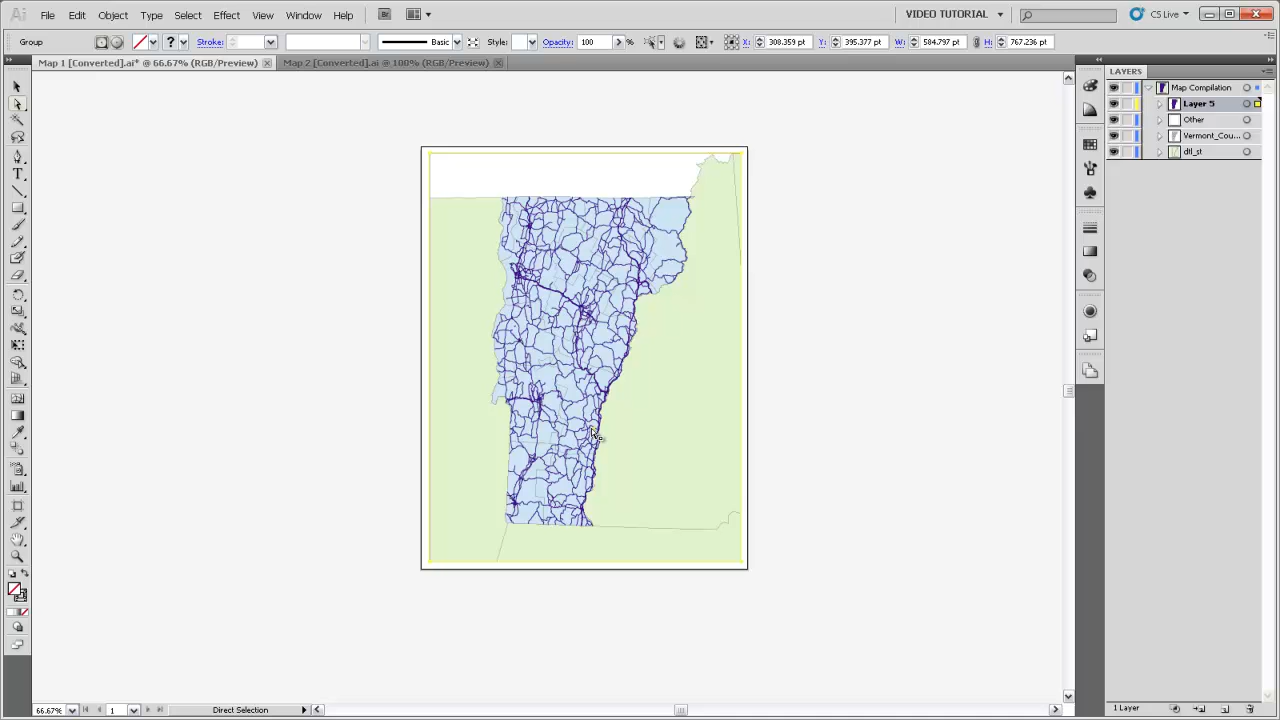 Ai File Edit Object Type Select Effect View Window Help Br VIDEO TUTORIAL CS Live
Group Stroke: Basic Style: Opacity: 100 % X: 308.359 pt Y: 395.377 pt W: 584.797 pt H: 767.236 pt
Map 1 [Converted].ai* @ 66.67% (RGB/Preview) Map 2 [Converted].ai @ 100% (RGB/Preview)
LAYERS
Map Compilation
Layer 5
Other
Vermont_Cou...
dtl_st
66.67% 1 Direct Selection 1 Layer